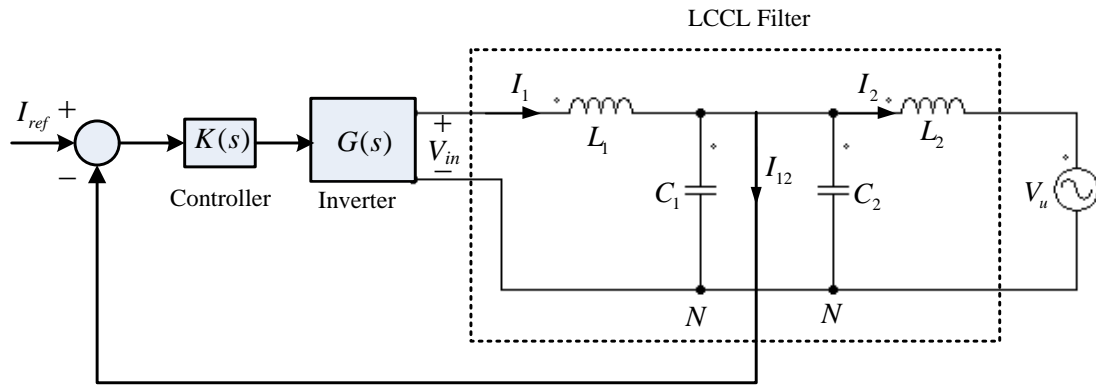 LCCL Filter
I_ref
+
−
K(s)
Controller
G(s)
Inverter
+
V_in
−
I_1
L_1
C_1
N
I_12
C_2
N
I_2
L_2
V_u